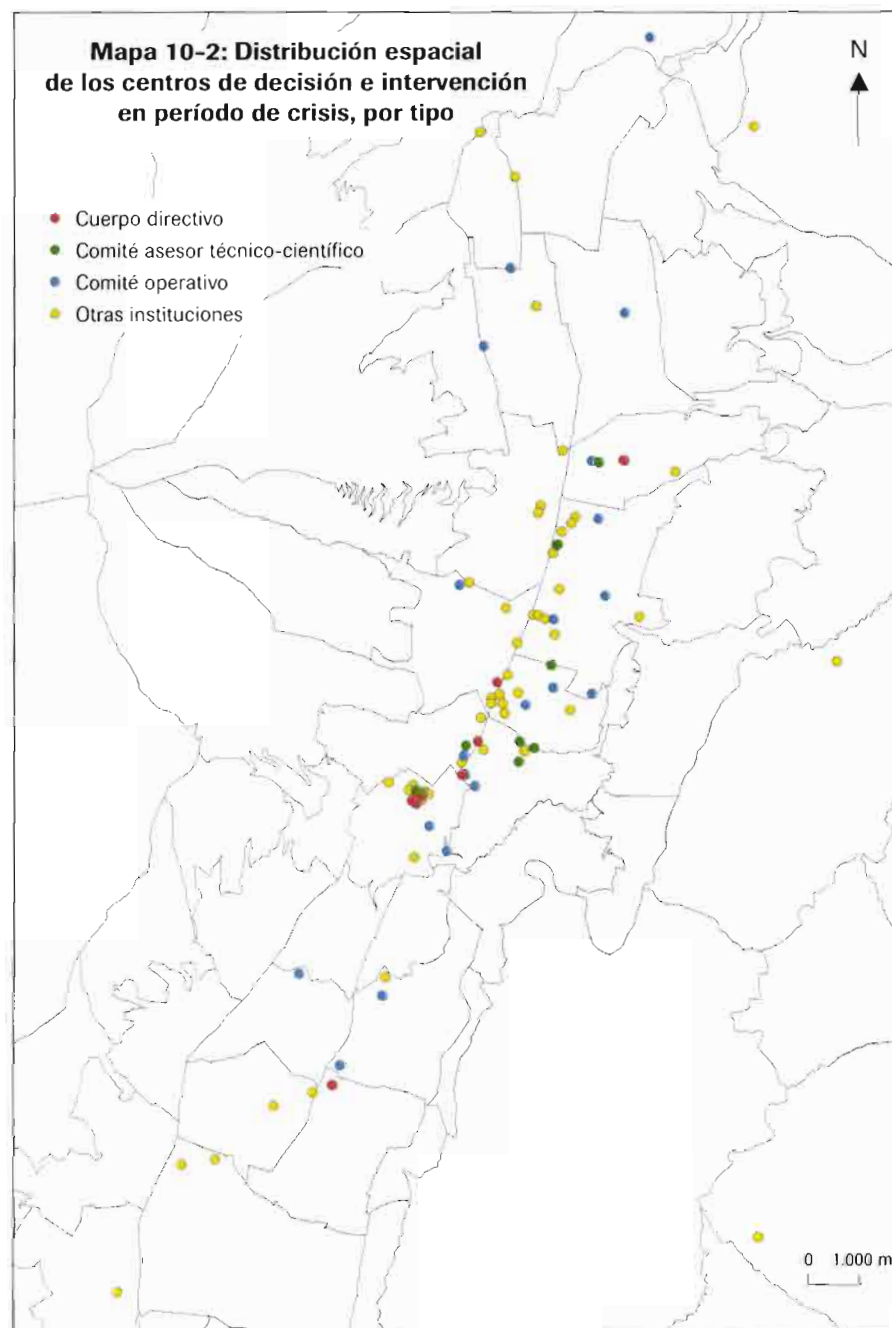 Mapa 10-2: Distribución espacial
de los centros de decisión e intervención
en período de crisis, por tipo
N
Cuerpo directivo
Comité asesor técnico-científico
Comité operativo
Otras instituciones
0 1.000 m